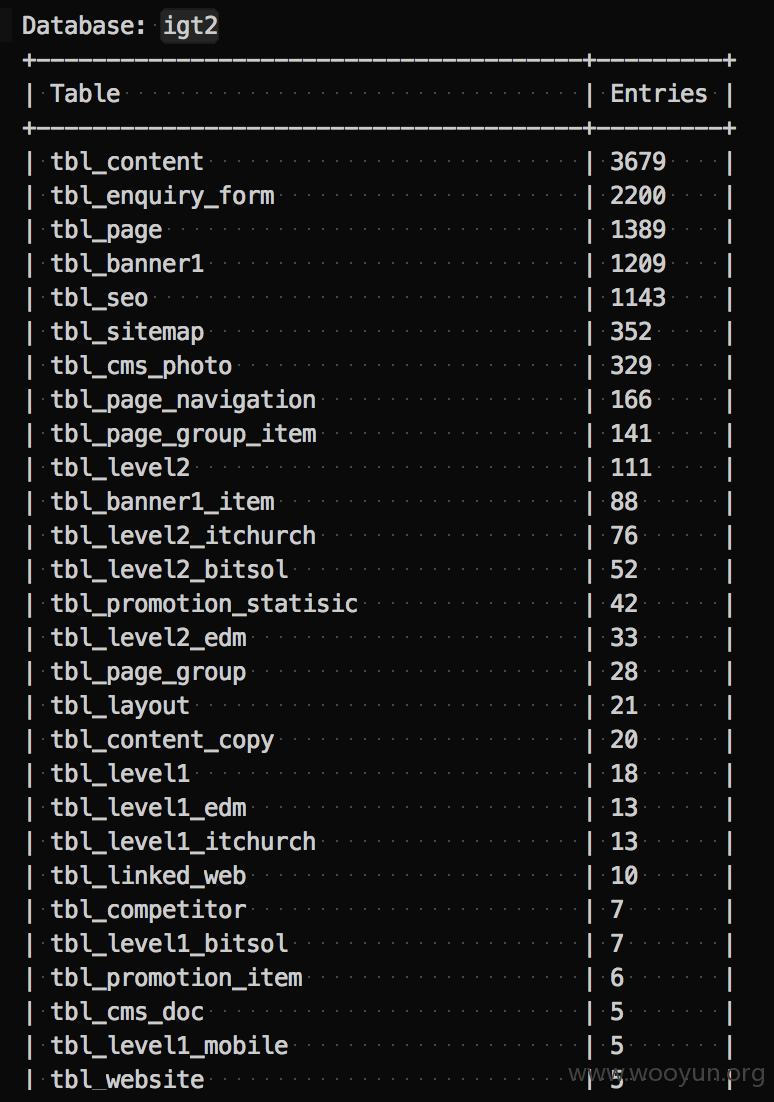 Database: igt2
+---------------------------------------+---------+
| Table                                 | Entries |
+---------------------------------------+---------+
| tbl_content                           | 3679    |
| tbl_enquiry_form                      | 2200    |
| tbl_page                              | 1389    |
| tbl_banner1                           | 1209    |
| tbl_seo                               | 1143    |
| tbl_sitemap                           | 352     |
| tbl_cms_photo                         | 329     |
| tbl_page_navigation                   | 166     |
| tbl_page_group_item                   | 141     |
| tbl_level2                            | 111     |
| tbl_banner1_item                      | 88      |
| tbl_level2_itchurch                   | 76      |
| tbl_level2_bitsol                     | 52      |
| tbl_promotion_statisic                | 42      |
| tbl_level2_edm                        | 33      |
| tbl_page_group                        | 28      |
| tbl_layout                            | 21      |
| tbl_content_copy                      | 20      |
| tbl_level1                            | 18      |
| tbl_level1_edm                        | 13      |
| tbl_level1_itchurch                   | 13      |
| tbl_linked_web                        | 10      |
| tbl_competitor                        | 7       |
| tbl_level1_bitsol                     | 7       |
| tbl_promotion_item                    | 6       |
| tbl_cms_doc                           | 5       |
| tbl_level1_mobile                     | 5       |
| tbl_website                           | 5       |
www.wooyun.org